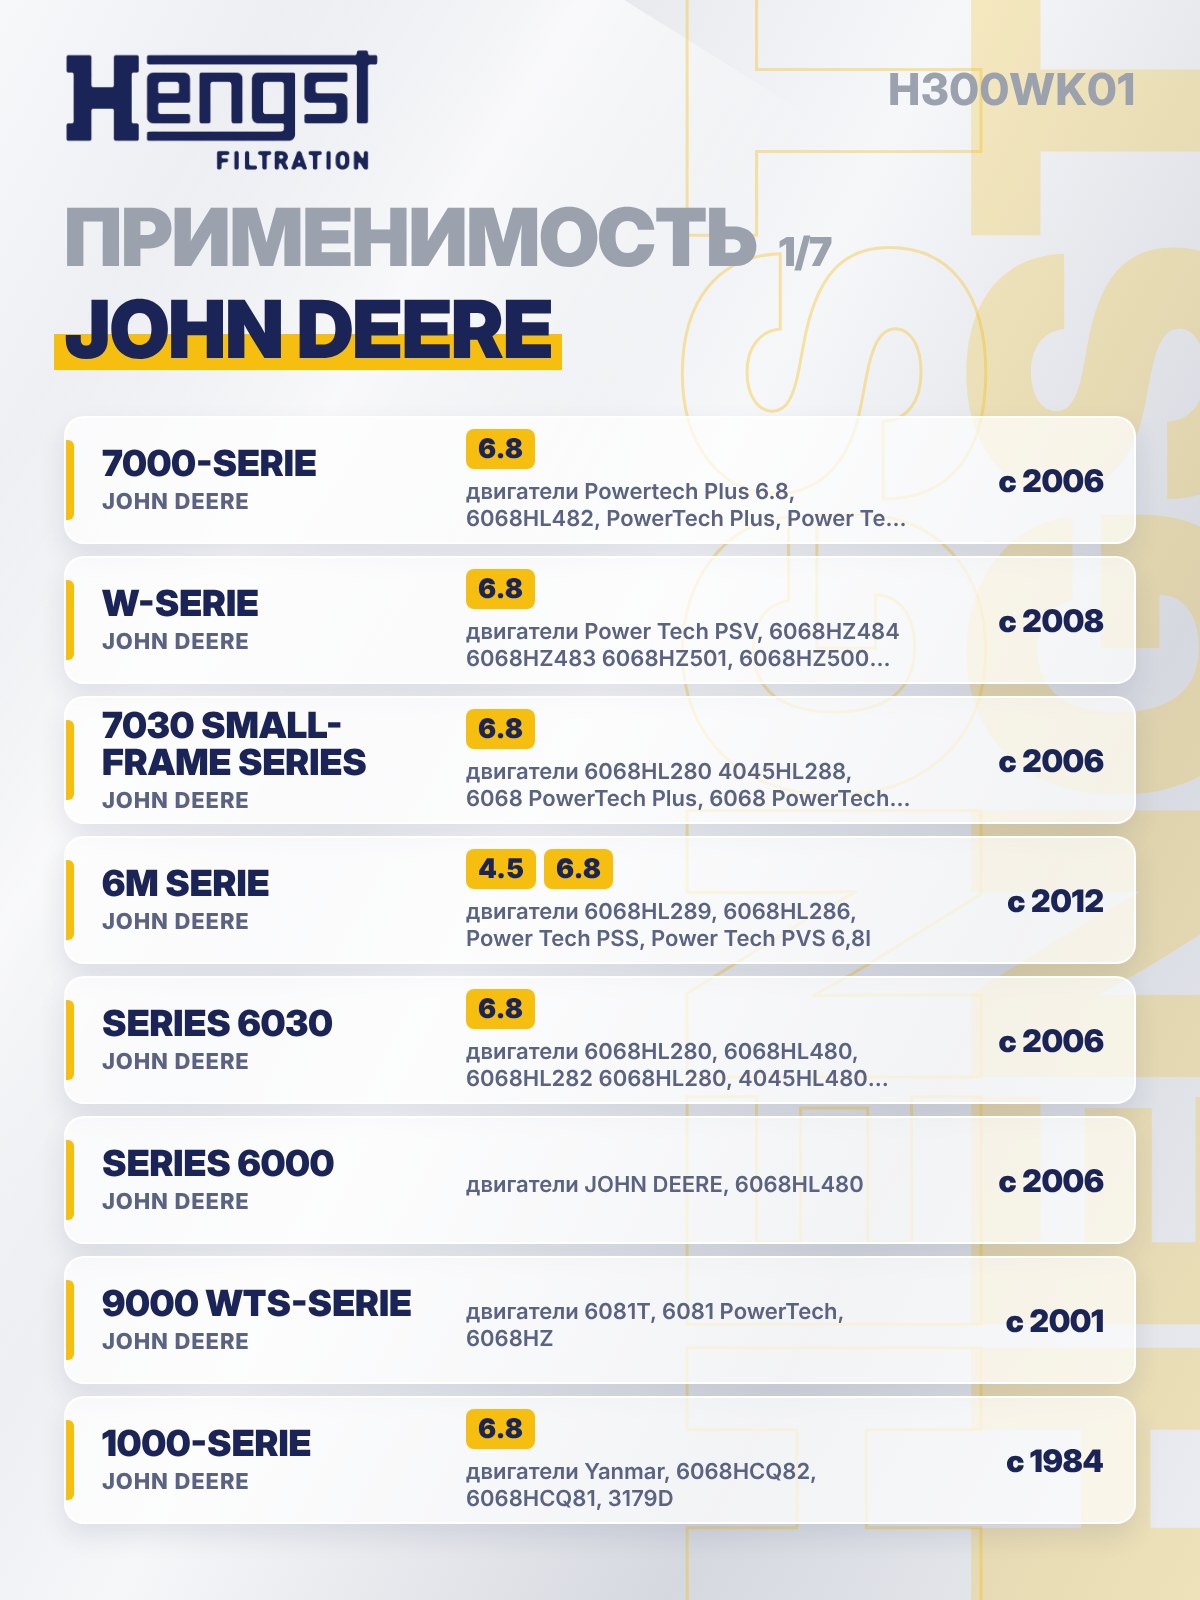 Hengst
FILTRATION
H300WK01
ПРИМЕНИМОСТЬ 1/7
JOHN DEERE
7000-SERIE
JOHN DEERE
6.8
двигатели Powertech Plus 6.8,
6068HL482, PowerTech Plus, Power Te...
с 2006
W-SERIE
JOHN DEERE
6.8
двигатели Power Tech PSV, 6068HZ484
6068HZ483 6068HZ501, 6068HZ500...
с 2008
7030 SMALL-
FRAME SERIES
JOHN DEERE
6.8
двигатели 6068HL280 4045HL288,
6068 PowerTech Plus, 6068 PowerTech...
с 2006
6M SERIE
JOHN DEERE
4.5 6.8
двигатели 6068HL289, 6068HL286,
Power Tech PSS, Power Tech PVS 6,8l
с 2012
SERIES 6030
JOHN DEERE
6.8
двигатели 6068HL280, 6068HL480,
6068HL282 6068HL280, 4045HL480...
с 2006
SERIES 6000
JOHN DEERE
двигатели JOHN DEERE, 6068HL480
с 2006
9000 WTS-SERIE
JOHN DEERE
двигатели 6081T, 6081 PowerTech,
6068HZ
с 2001
1000-SERIE
JOHN DEERE
6.8
двигатели Yanmar, 6068HCQ82,
6068HCQ81, 3179D
с 1984
HENGST
HENGST